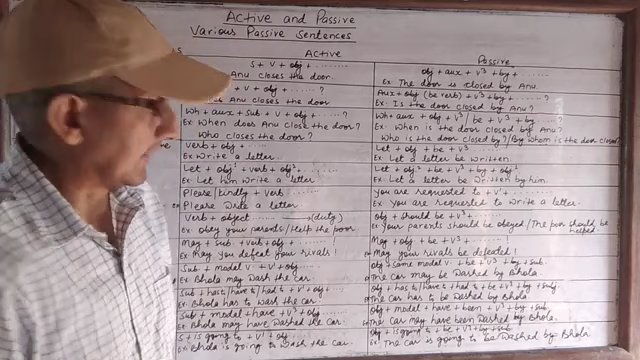 Active and Passive
Various Passive Sentences
S
Active
Passive
S + V + obj + ........
Anu closes the door.
obj + aux + V³ + by + ........
Ex: The door is closed by Anu.
+ V + obj + ........ ?
Anu closes the door?
Aux + obj (be verb) + V³ + by + ........ ?
Ex: Is the door closed by Anu?
Wh + aux + sub + V + obj + ........ ?
Ex: When does Anu close the door?
Who closes the door?
Wh + aux + obj + V³ / be + V³ + by ........ ?
Ex: When is the door closed by Anu?
Who is the door closed by? / By whom is the door closed?
Verb + obj + ........
Ex: Write a letter.
Let + obj + be + V³
Ex: Let a letter be written.
Let + obj¹ + verb + obj² ........
Ex: Let him write a letter.
Let + obj² + be + V³ + by + obj¹
Ex: Let a letter be written by him.
Please/kindly + verb ........
Ex: Please write a letter.
You are requested to + V¹ + ........
Ex: You are requested to write a letter.
Verb + object ........ → (duty)
Ex: Obey your parents / Help the poor
obj + should be + V³ ........
Ex: Your parents should be obeyed / The poor should be helped
May + sub + verb + obj ........ !
Ex: May you defeat your rivals!
May + obj + be + V³ ........ !
May your rivals be defeated!
Sub + modal V + V¹ + obj ........
Ex: Bhola may wash the car.
obj + same modal V + be + V³ + by + sub.
The car may be washed by Bhola.
Sub + has to/have to/had to + V¹ + obj
Ex: Bhola has to wash the car.
obj + has to/have to/had to + be + V³ + by + subj.
The car has to be washed by Bhola.
Sub + modal + have + V³ + obj ........
Ex: Bhola may have washed the car.
obj + modal + have + been + V³ + by + sub
The car may have been washed by Bhola.
S + is going to + V¹ + obj
Ex: Bhola is going to wash the car.
obj + is going to + be + V³ + by + sub
Ex: The car is going to be washed by Bhola